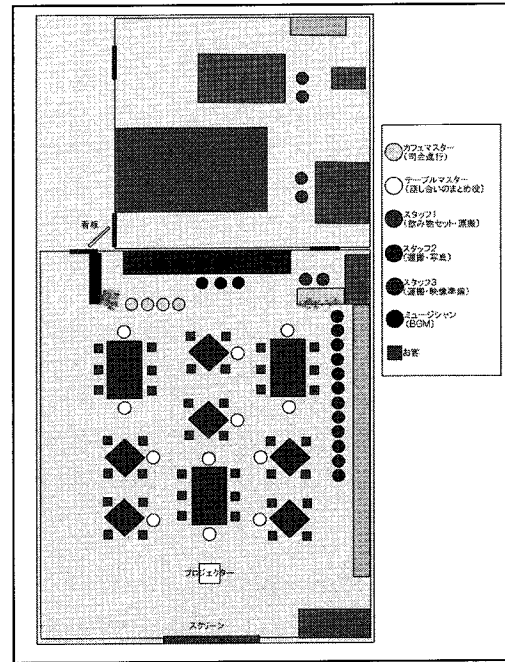 看板
プロジェクター
スクリーン
カフェマスター
(司会進行)
テーブルマスター
(話し合いのまとめ役)
スタッフ1
(飲み物セット・運搬)
スタッフ2
(運搬・写真)
スタッフ3
(運搬・映像準備)
ミュージシャン
(BGM)
お客